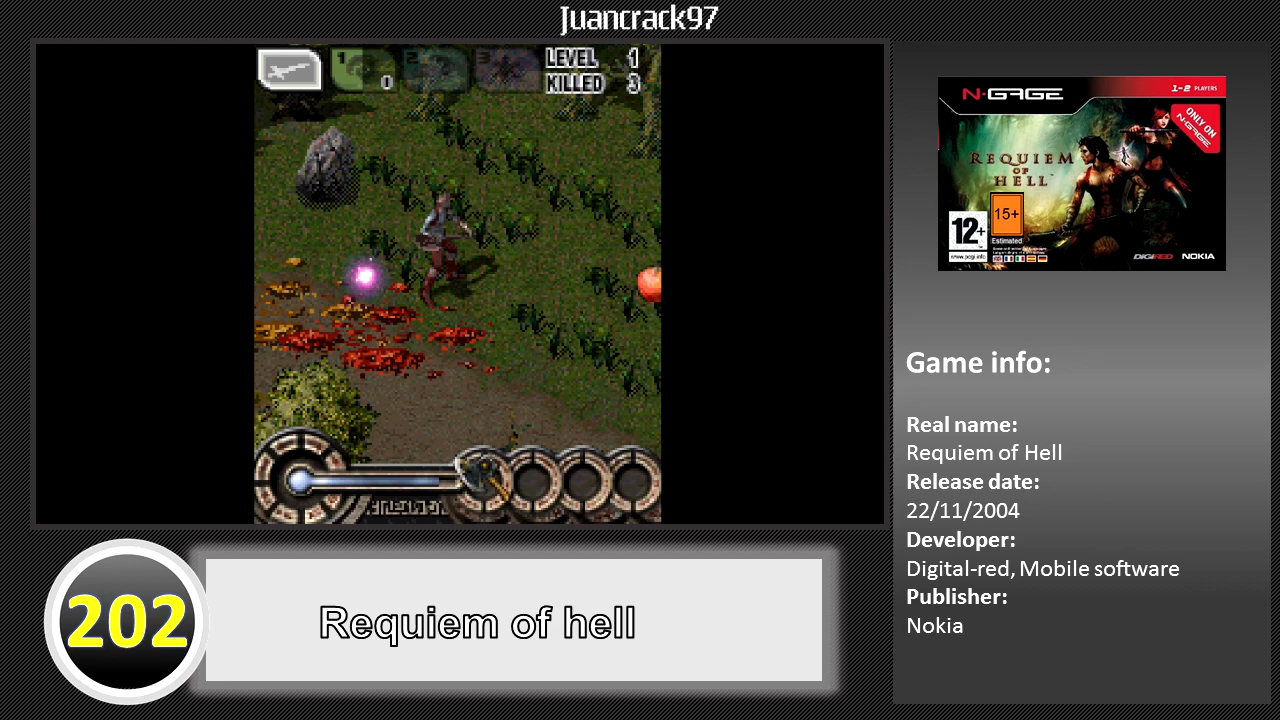 Juancrack97
1 2 3 LEVEL 1
0 KILLED 3
N·GAGE 1-2 PLAYERS
ONLY ON
N·GAGE
REQUIEM
OF
HELL
15+
12+
Estimated
www.pegi.info
DIGIRED NOKIA
Game info:
Real name:
Requiem of Hell
Release date:
22/11/2004
Developer:
Digital-red, Mobile software
Publisher:
Nokia
202
Requiem of hell